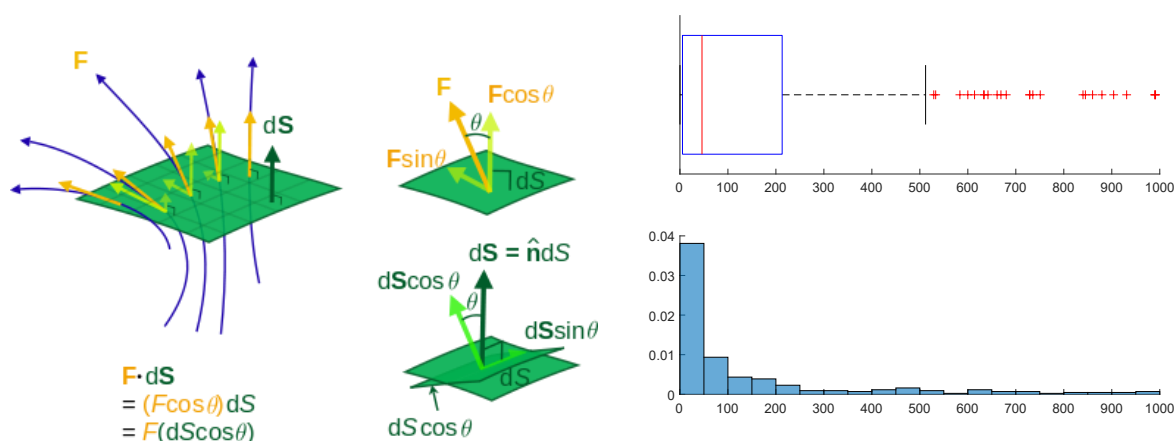 F
dS
F
Fcosθ
θ
Fsinθ
dS
dS = n̂dS
dScosθ
θ
dSsinθ
dS
dScosθ
F·dS
= (Fcosθ)dS
= F(dScosθ)
0 100 200 300 400 500 600 700 800 900 1000
0.04
0.03
0.02
0.01
0
0 100 200 300 400 500 600 700 800 900 1000